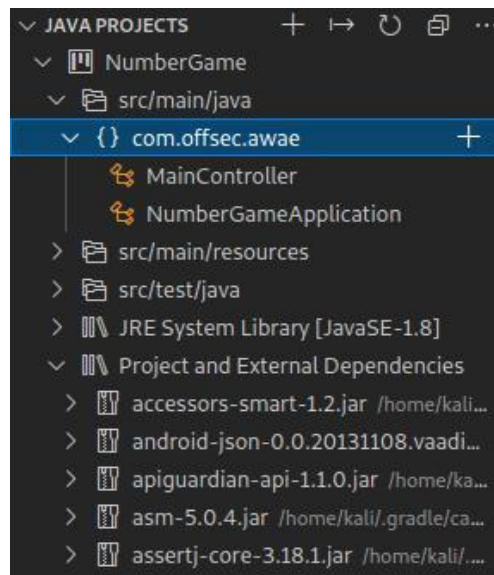 JAVA PROJECTS
NumberGame
src/main/java
{} com.offsec.awae
MainController
NumberGameApplication
src/main/resources
src/test/java
JRE System Library [JavaSE-1.8]
Project and External Dependencies
accessors-smart-1.2.jar /home/kali...
android-json-0.0.20131108.vaadi...
apiguardian-api-1.1.0.jar /home/ka...
asm-5.0.4.jar /home/kali/.gradle/ca...
assertj-core-3.18.1.jar /home/kali/....